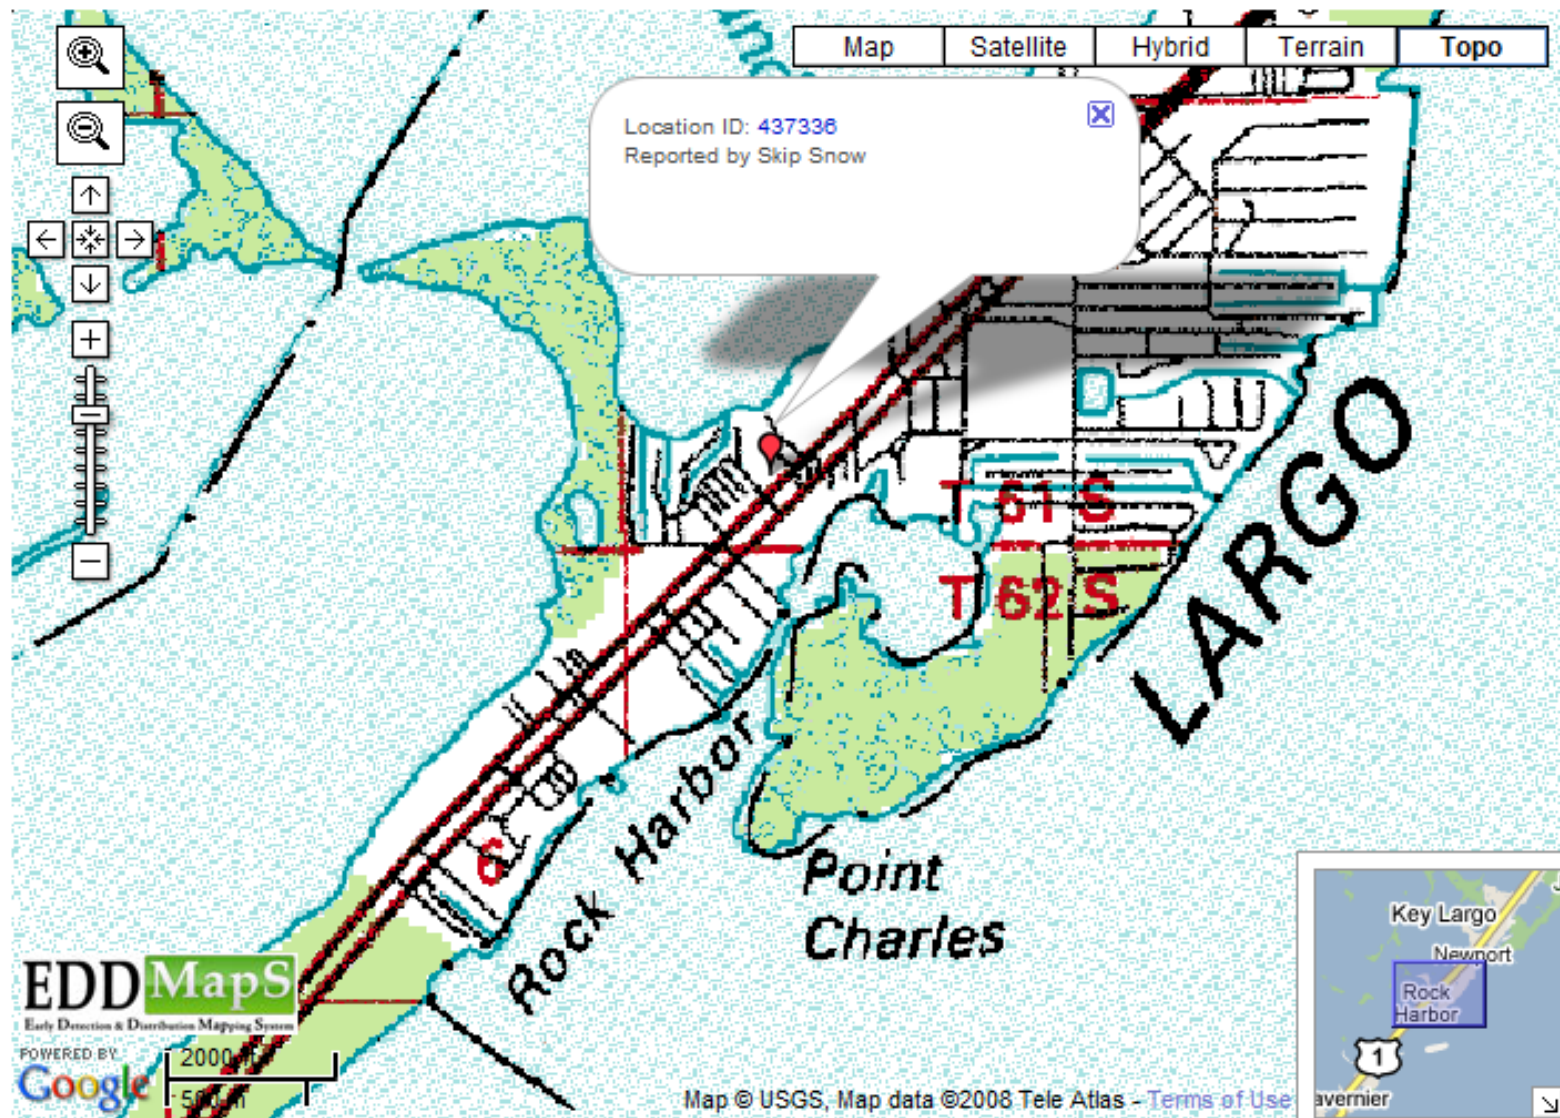 Map
Satellite
Hybrid
Terrain
Topo
Location ID: 437336
Reported by Skip Snow
LARGO
T 61 S
T 62 S
6
Rock Harbor
Point
Charles
Key Largo
Newport
Rock
Harbor
1
avernier
EDDMapS
Early Detection & Distribution Mapping System
POWERED BY
Google
2000 ft
500 m
Map © USGS, Map data ©2008 Tele Atlas - Terms of Use